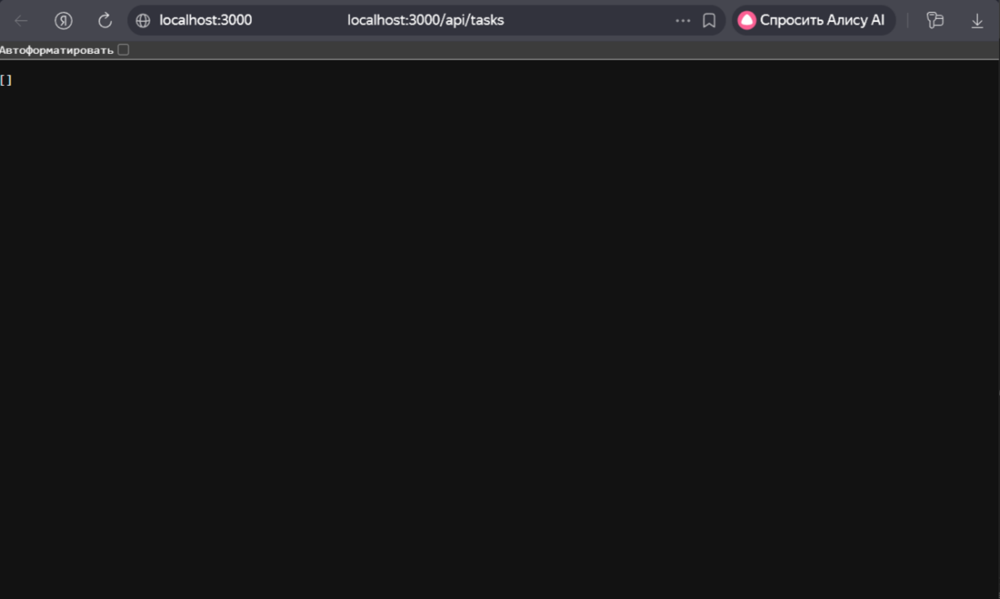 Я localhost:3000 localhost:3000/api/tasks ••• Спросить Алису AI
Автоформатировать
[]